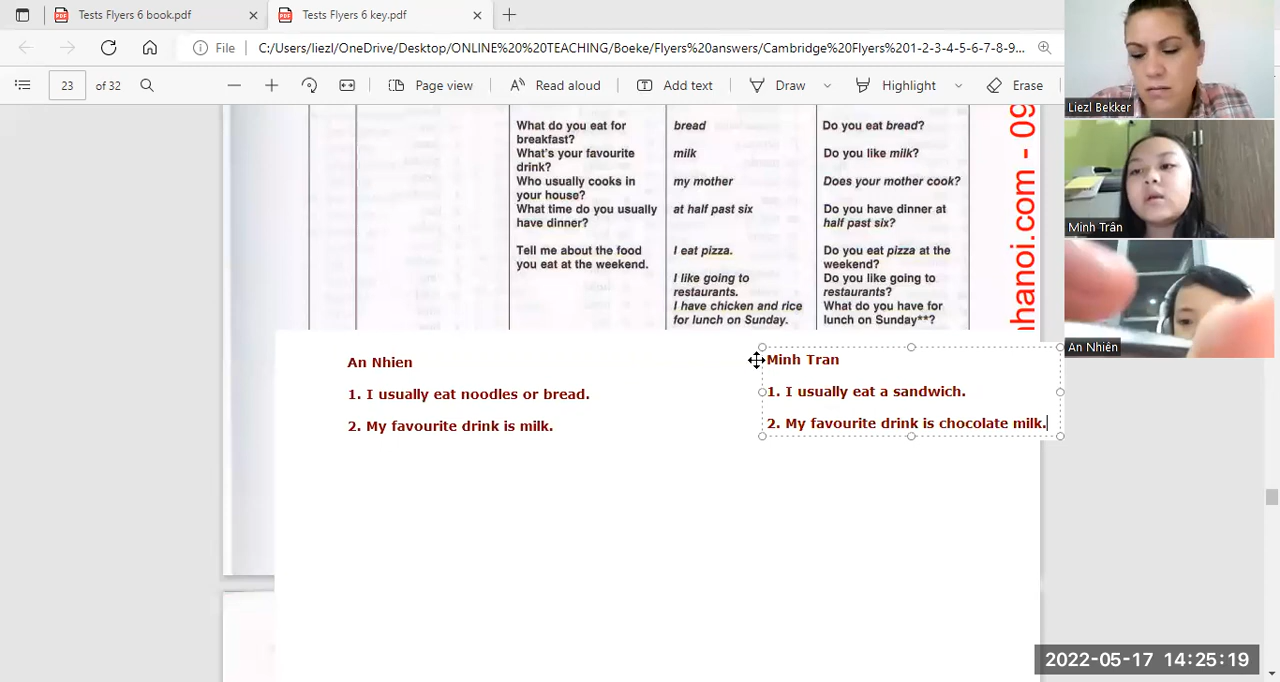 Tests Flyers 6 book.pdf
Tests Flyers 6 key.pdf
File
C:/Users/liezl/OneDrive/Desktop/ONLINE%20%20TEACHING/Boeke/Flyers%20answers/Cambridge%20Flyers%201-2-3-4-5-6-7-8-9...
23 of 32
Page view
Read aloud
Add text
Draw
Highlight
Erase
What do you eat for
breakfast?
bread
Do you eat bread?
What's your favourite
drink?
milk
Do you like milk?
Who usually cooks in
your house?
my mother
Does your mother cook?
What time do you usually
have dinner?
at half past six
Do you have dinner at
half past six?
Tell me about the food
you eat at the weekend.
I eat pizza.
Do you eat pizza at the
weekend?
I like going to
restaurants.
Do you like going to
restaurants?
I have chicken and rice
for lunch on Sunday.
What do you have for
lunch on Sunday**?
nhanoi.com - 09
An Nhien
1. I usually eat noodles or bread.
2. My favourite drink is milk.
Minh Tran
1. I usually eat a sandwich.
2. My favourite drink is chocolate milk.
Liezl Bekker
Minh Trân
An Nhiên
2022-05-17 14:25:19